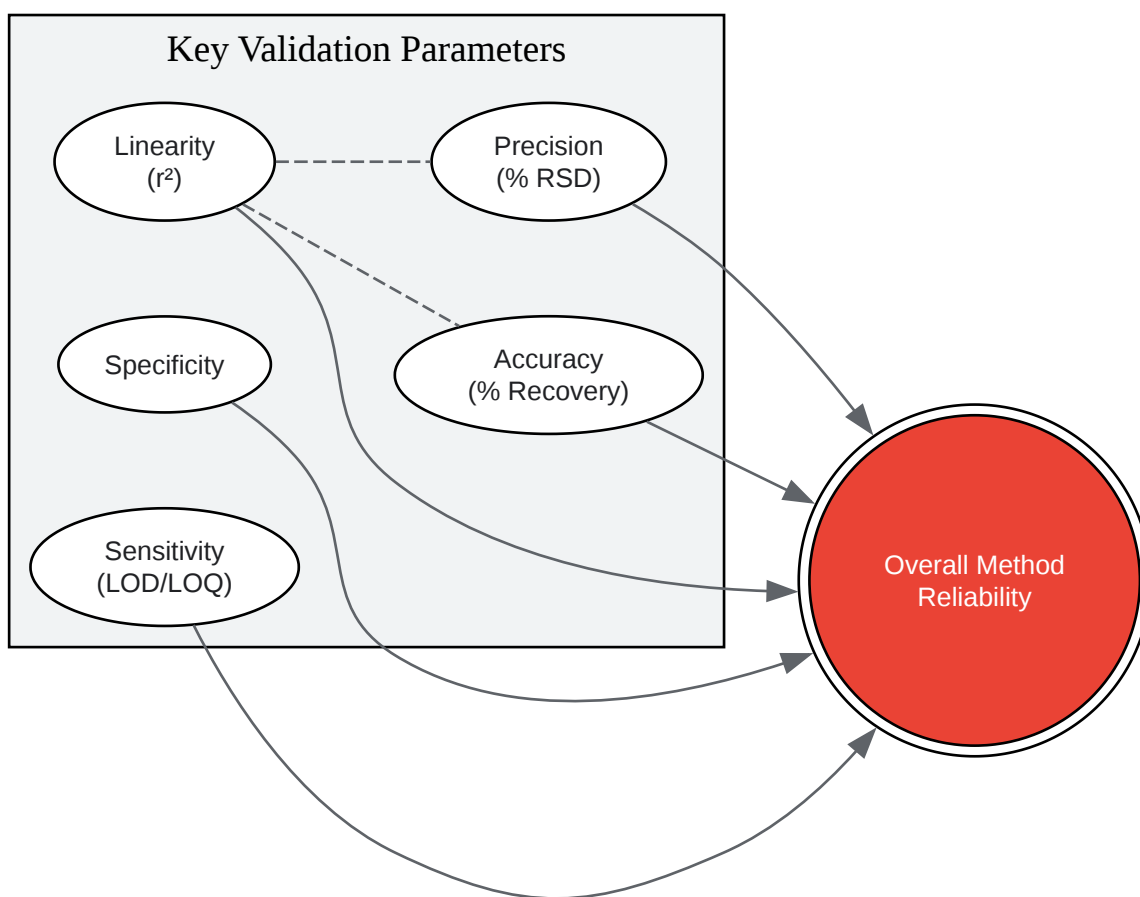 Key Validation Parameters
Linearity
(r²)
Precision
(% RSD)
Specificity
Accuracy
(% Recovery)
Sensitivity
(LOD/LOQ)
Overall Method
Reliability